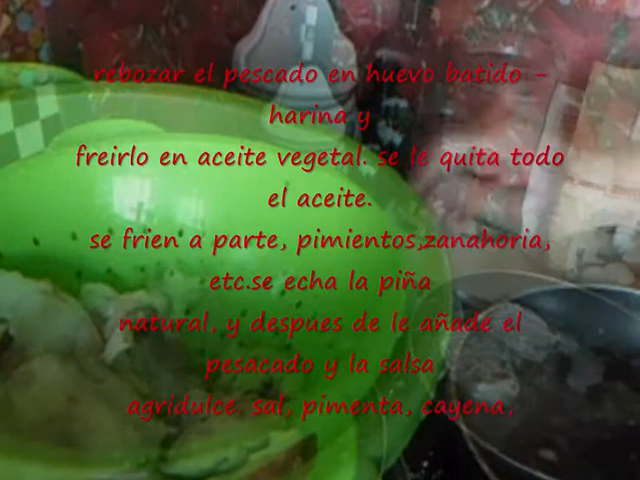 rebozar el pescado en huevo batido -
harina y
freirlo en aceite vegetal. se le quita todo
el aceite.
se frien a parte, pimientos,zanahoria,
etc.se echa la piña
natural, y despues de le añade el
pesacado y la salsa
agridulce. sal, pimenta, cayena,